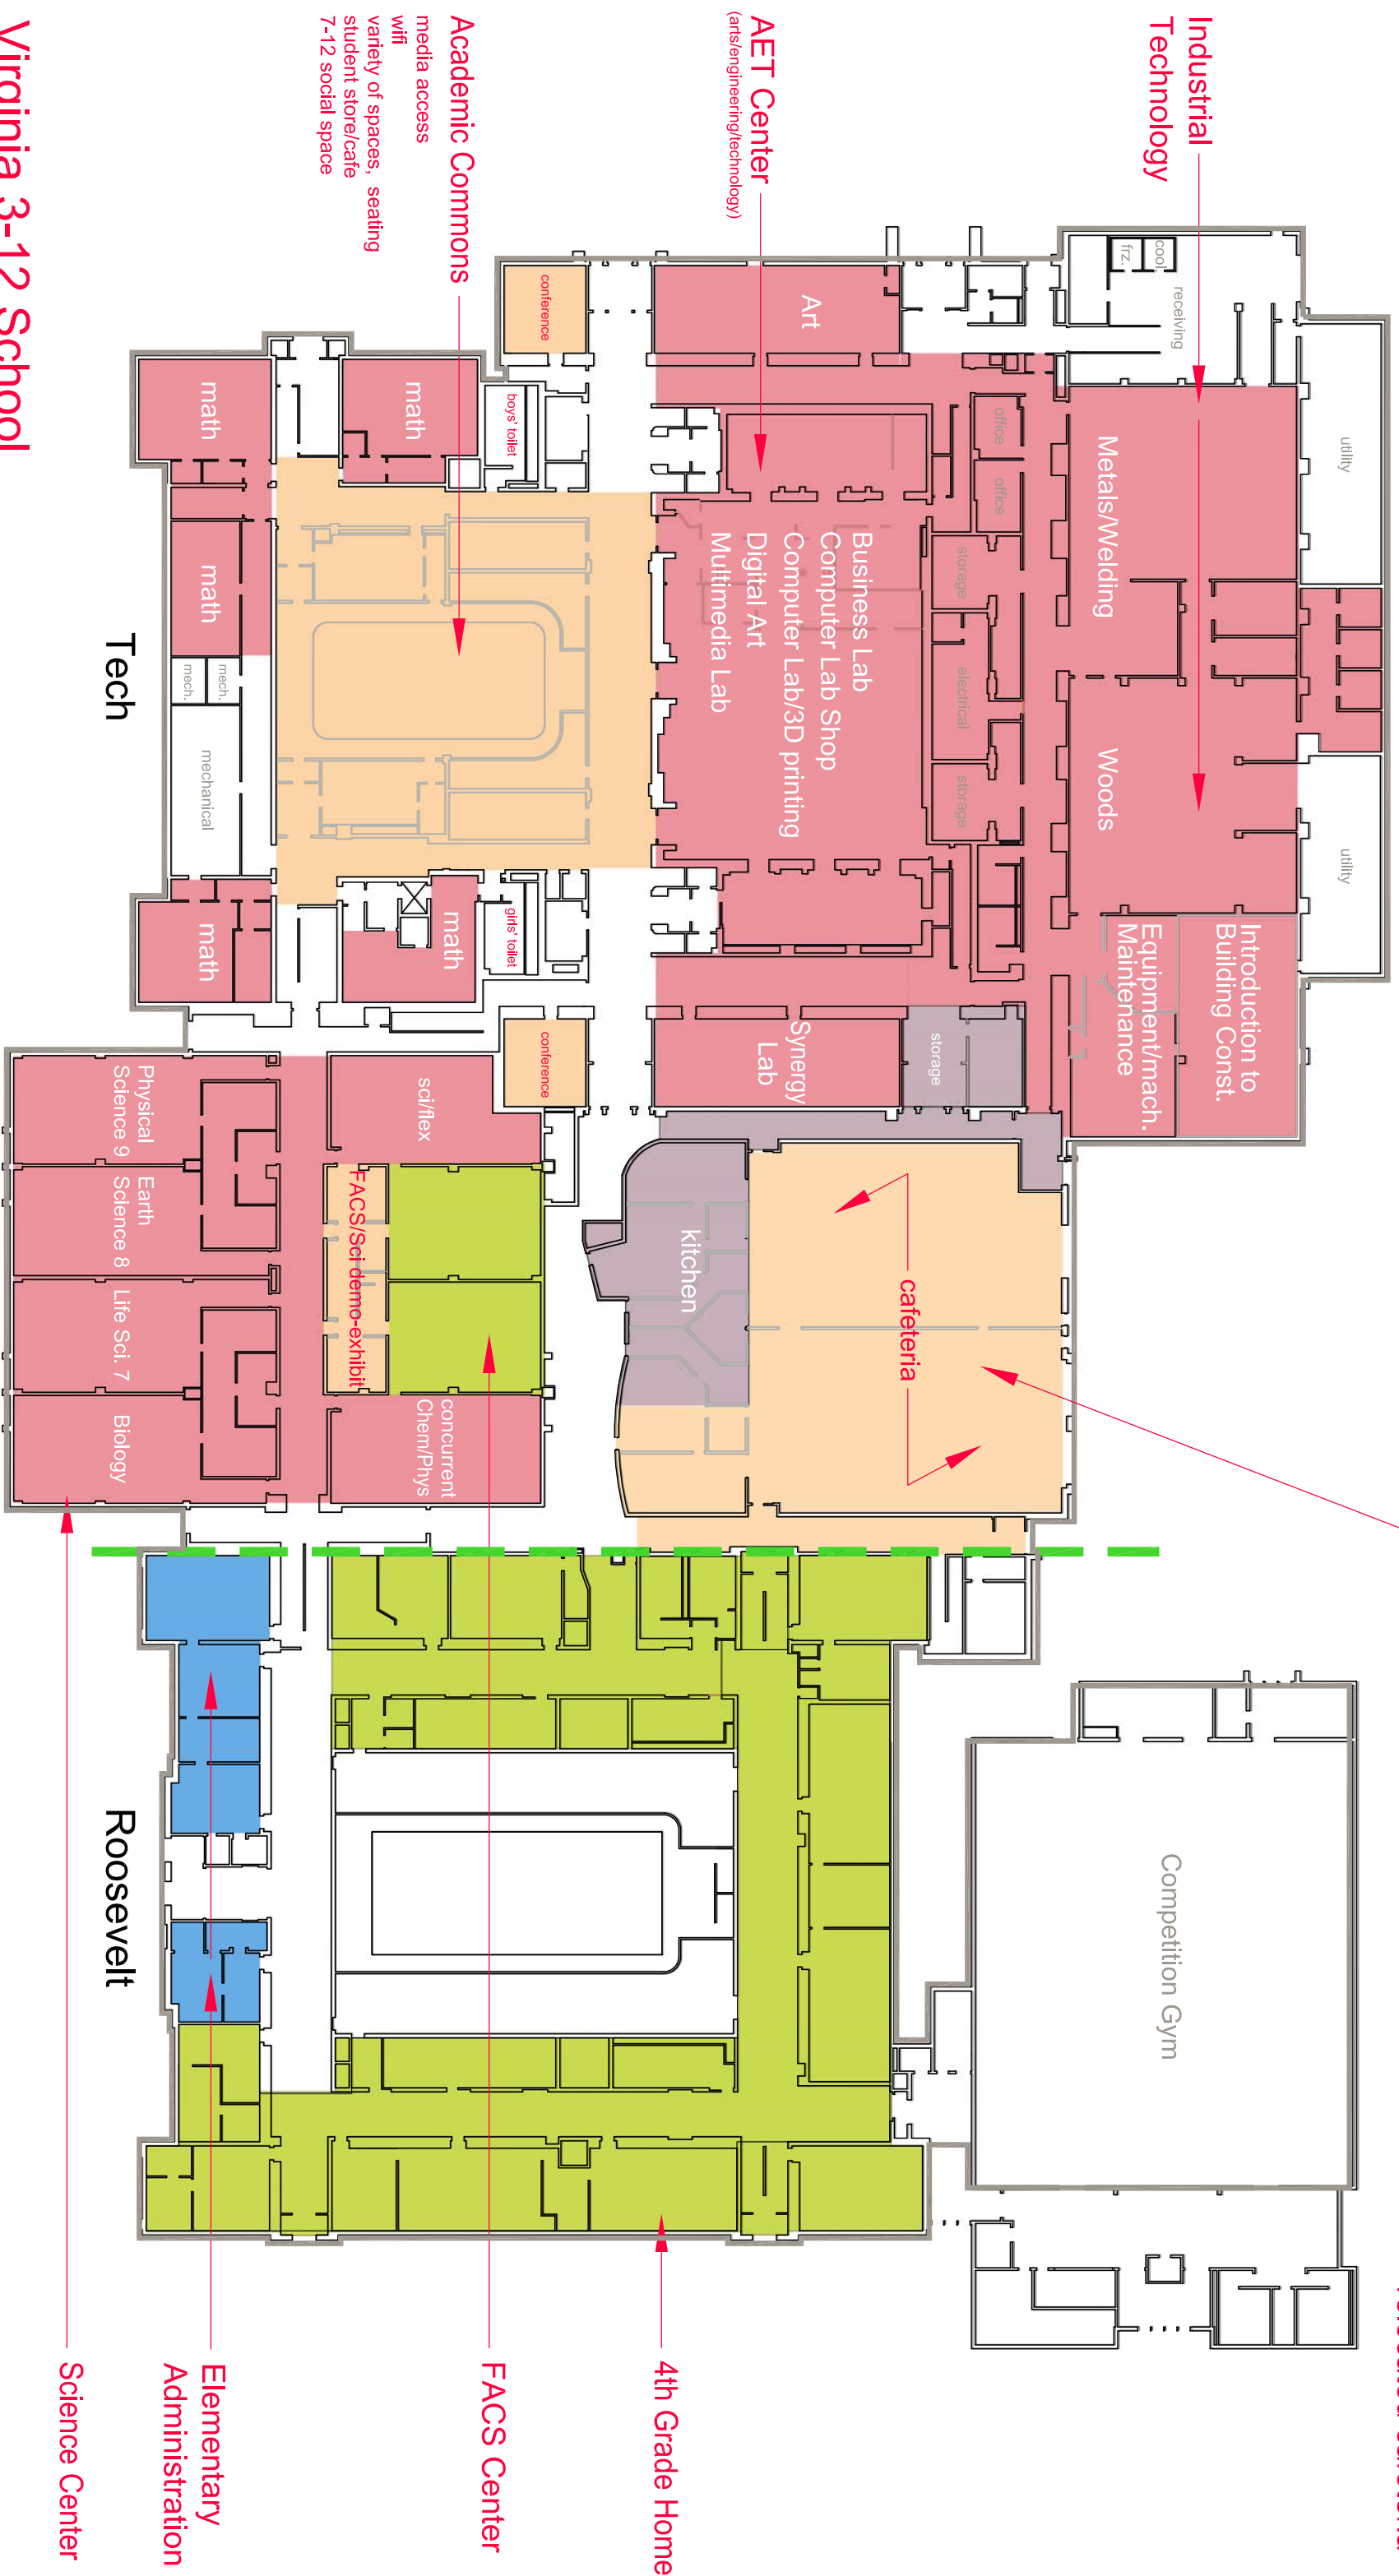 Industrial
Technology
AET Center
(arts/engineering/technology)
Academic Commons
media access
wifi
variety of spaces, seating
student store/cafe
7-12 social space
Virginia 3-12 School
utility
utility
cool
frz.
receiving
Metals/Welding
Woods
Introduction to
Building Const.
Equipment/mach.
Maintenance
office
office
storage
electrical
storage
Art
Business Lab
Computer Lab Shop
Computer Lab/3D printing
Digital Art
Multimedia Lab
Synergy
Lab
storage
conference
boys' toilet
girls' toilet
conference
math
math
math
mech.
mech.
mechanical
math
math
Tech
kitchen
cafeteria
sci/flex
FACS/Sci demo-exhibit
concurrent
Chem/Phys
Physical
Science 9
Earth
Science 8
Life Sci. 7
Biology
Competition Gym
Roosevelt
4th Grade Home
FACS Center
Elementary
Administration
Science Center